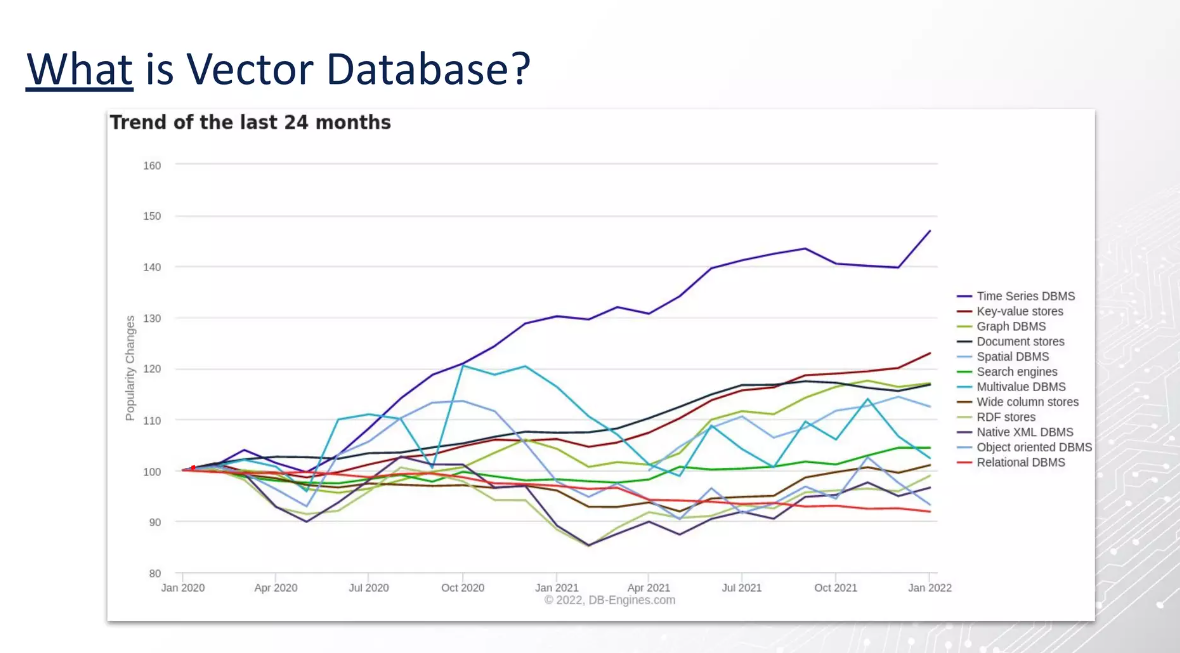 What is Vector Database?
Trend of the last 24 months
160
150
140
130
120
110
100
90
80
Popularity Changes
Jan 2020
Apr 2020
Jul 2020
Oct 2020
Jan 2021
Apr 2021
Jul 2021
Oct 2021
Jan 2022
© 2022, DB-Engines.com
Time Series DBMS
Key-value stores
Graph DBMS
Document stores
Spatial DBMS
Search engines
Multivalue DBMS
Wide column stores
RDF stores
Native XML DBMS
Object oriented DBMS
Relational DBMS